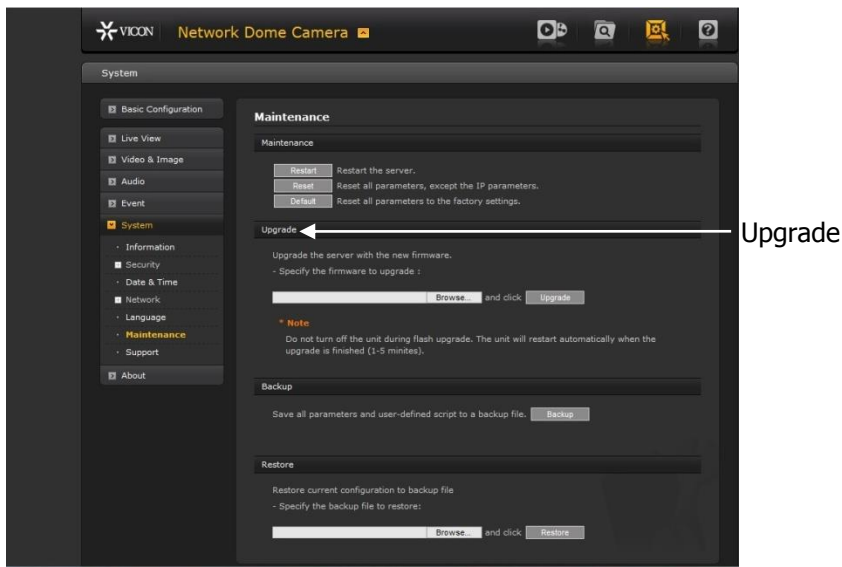 VICON Network Dome Camera
System
Basic Configuration
Live View
Video & Image
Audio
Event
System
Information
Security
Date & Time
Network
Language
Maintenance
Support
About
Maintenance
Maintenance
Restart Restart the server.
Reset Reset all parameters, except the IP parameters.
Default Reset all parameters to the factory settings.
Upgrade
Upgrade
Upgrade the server with the new firmware.
- Specify the firmware to upgrade :
Browse... and click Upgrade
* Note
Do not turn off the unit during flash upgrade. The unit will restart automatically when the
upgrade is finished (1-5 minites).
Backup
Save all parameters and user-defined script to a backup file. Backup
Restore
Restore current configuration to backup file
- Specify the backup file to restore:
Browse... and click Restore